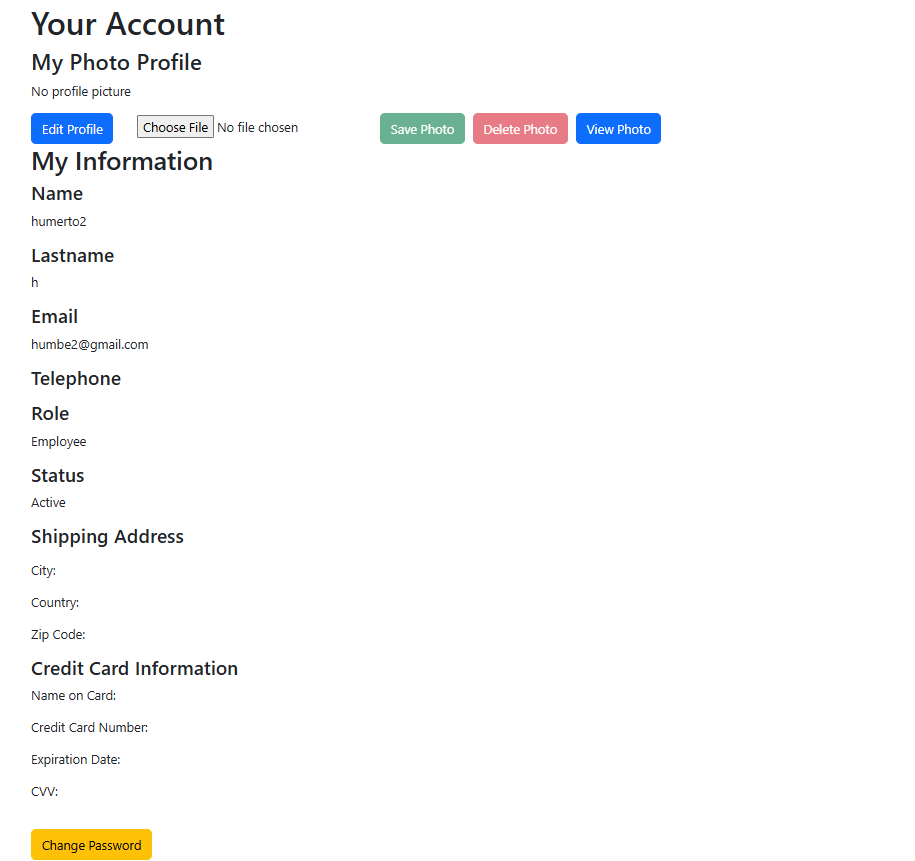 Your Account
My Photo Profile
No profile picture
Edit Profile Choose File No file chosen Save Photo Delete Photo View Photo
My Information
Name
humerto2
Lastname
h
Email
humbe2@gmail.com
Telephone
Role
Employee
Status
Active
Shipping Address
City:
Country:
Zip Code:
Credit Card Information
Name on Card:
Credit Card Number:
Expiration Date:
CVV:
Change Password